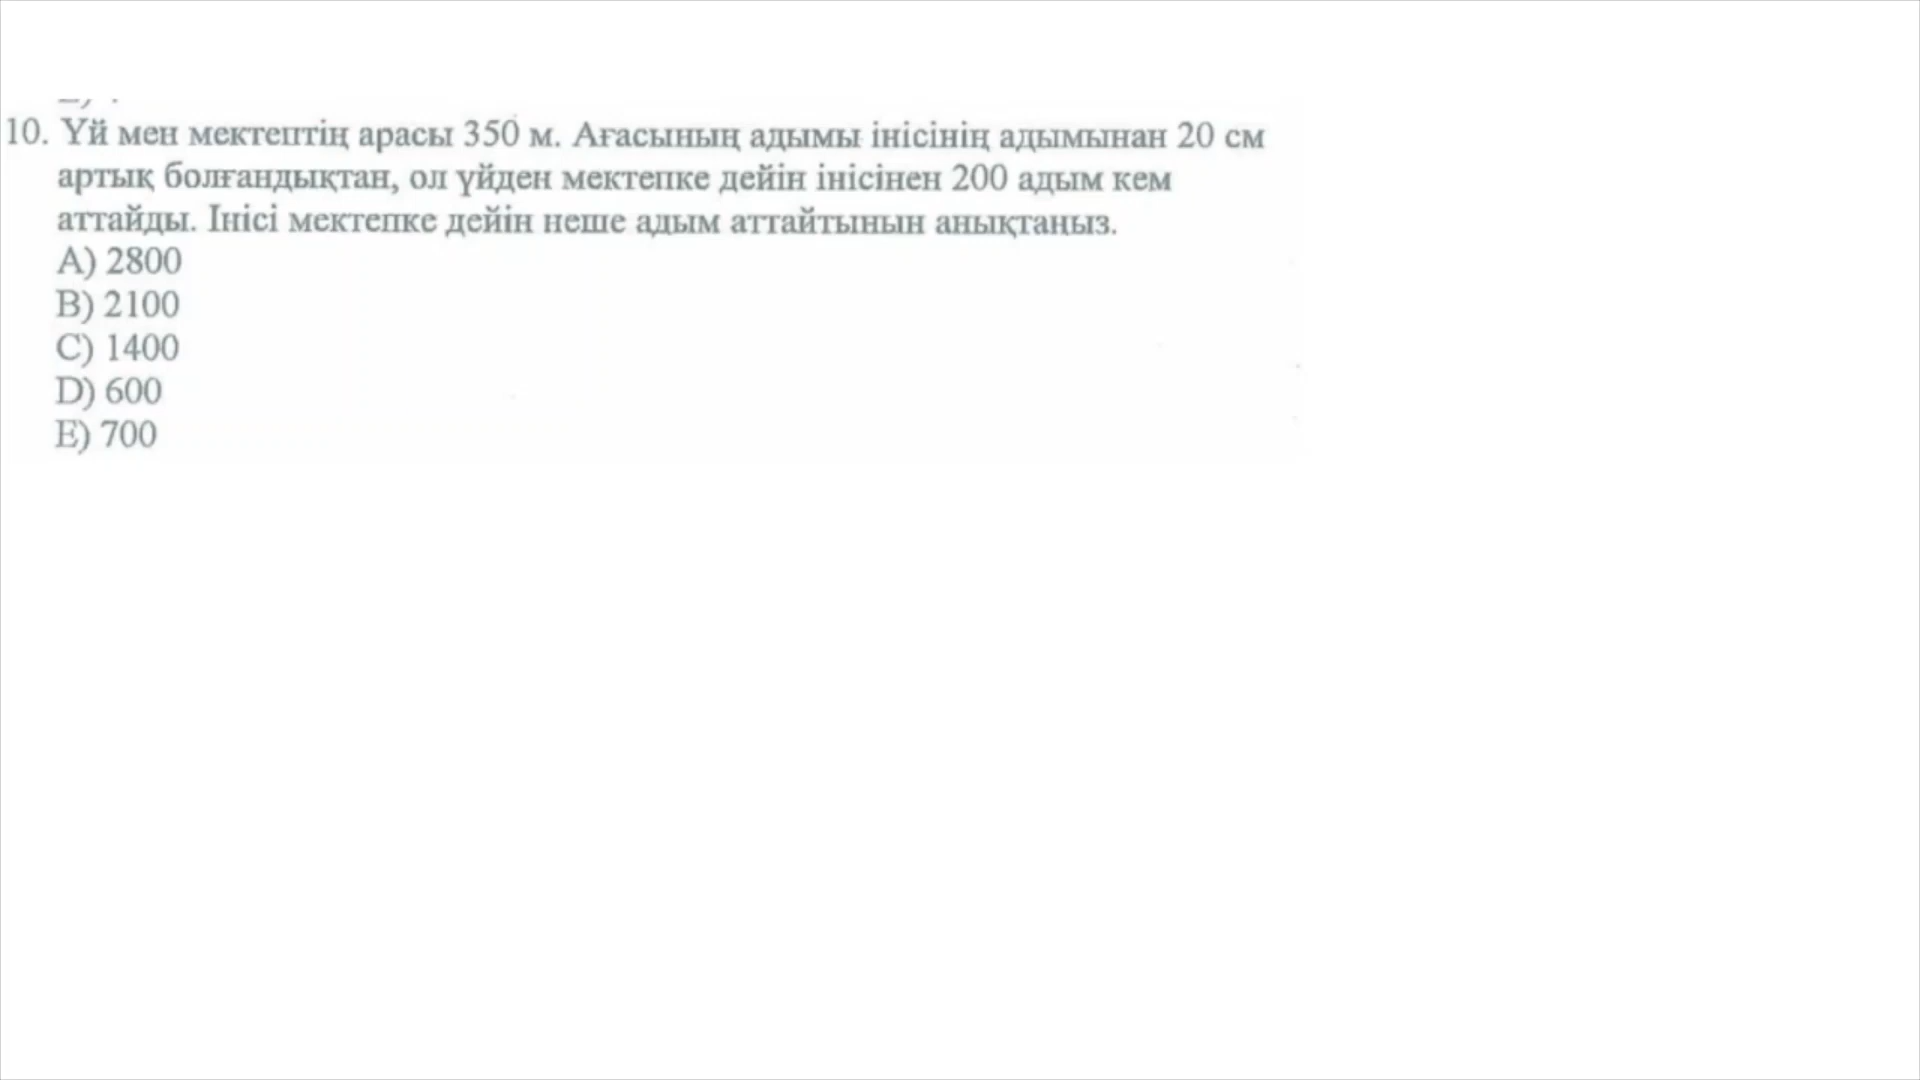 10. Үй мен мектептің арасы 350 м. Ағасының адымы інісінің адымынан 20 см
артық болғандықтан, ол үйден мектепке дейін інісінен 200 адым кем
аттайды. Інісі мектепке дейін неше адым аттайтынын анықтаңыз.
A) 2800
B) 2100
C) 1400
D) 600
E) 700